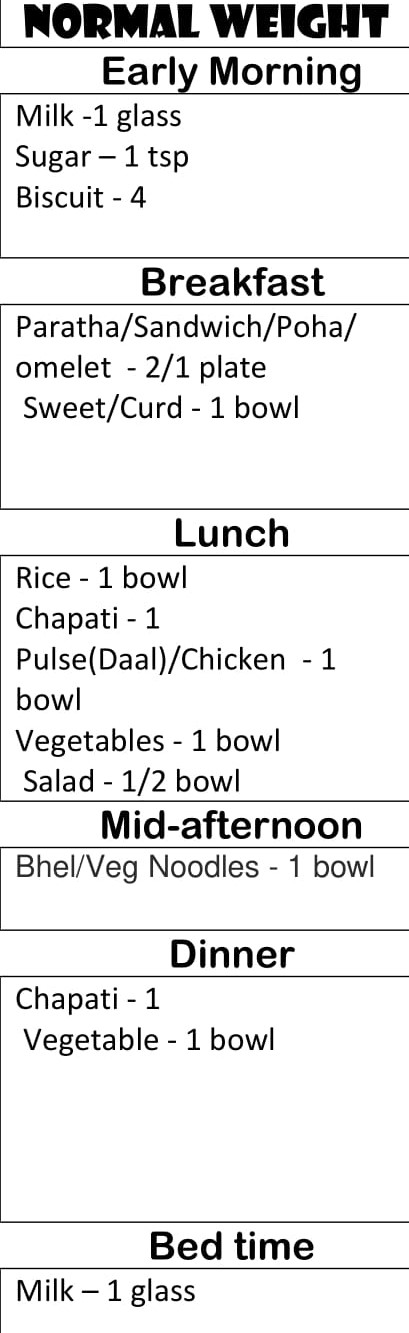 NORMAL WEIGHT
Early Morning
Milk -1 glass
Sugar – 1 tsp
Biscuit - 4
Breakfast
Paratha/Sandwich/Poha/
omelet - 2/1 plate
Sweet/Curd - 1 bowl
Lunch
Rice - 1 bowl
Chapati - 1
Pulse(Daal)/Chicken - 1
bowl
Vegetables - 1 bowl
Salad - 1/2 bowl
Mid-afternoon
Bhel/Veg Noodles - 1 bowl
Dinner
Chapati - 1
Vegetable - 1 bowl
Bed time
Milk – 1 glass